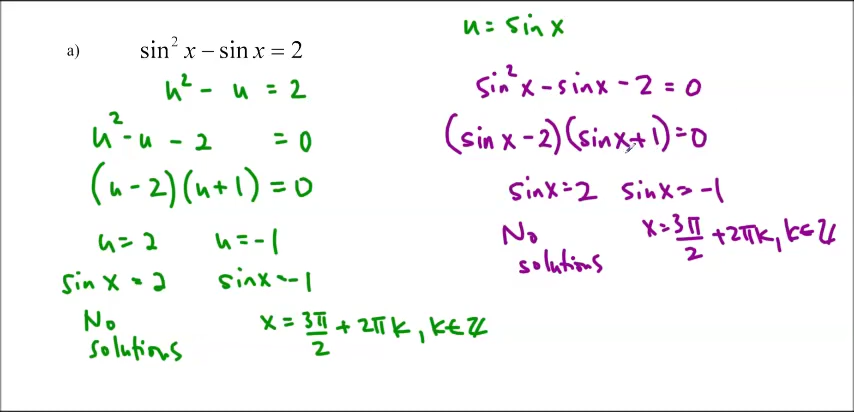 a) sin² x − sin x = 2
u² - u = 2
u² - u - 2 = 0
(u - 2)(u + 1) = 0
u = 2 u = -1
sin x = 2 sin x = -1
No solutions
x = 3π/2 + 2πk, k ∈ ℤ
u = sin x
sin² x - sin x - 2 = 0
(sin x - 2)(sin x + 1) = 0
sin x = 2 sin x = -1
No solutions
x = 3π/2 + 2πk, k ∈ ℤ